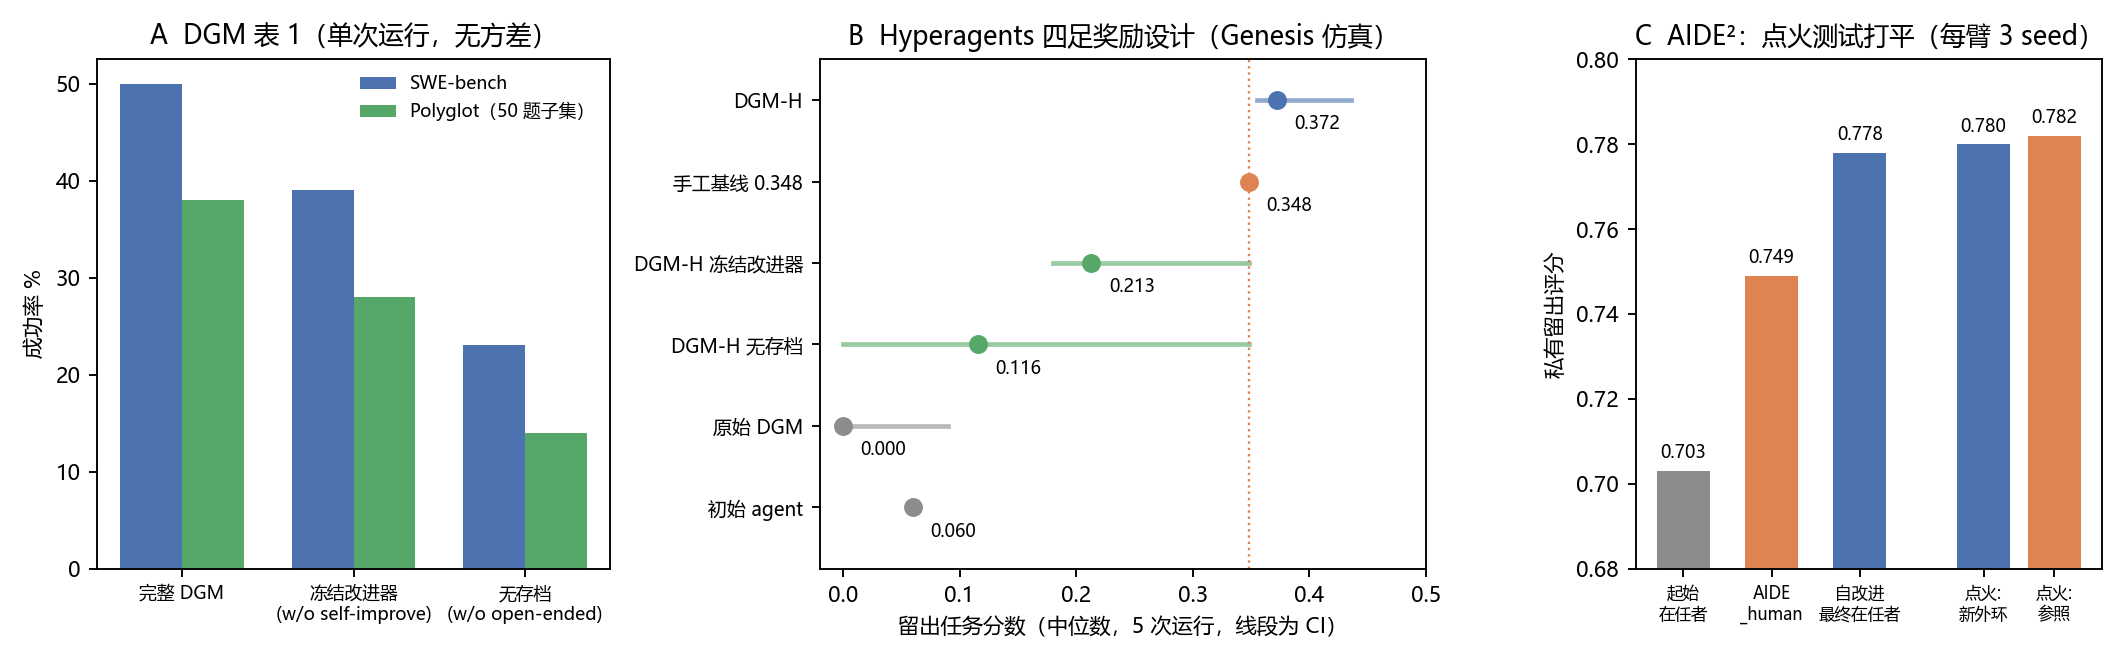 A DGM 表 1（单次运行，无方差）
SWE-bench
Polyglot（50 题子集）
成功率 %
50
40
30
20
10
0
完整 DGM
冻结改进器
(w/o self-improve)
无存档
(w/o open-ended)
B Hyperagents 四足奖励设计（Genesis 仿真）
DGM-H
0.372
手工基线 0.348
0.348
DGM-H 冻结改进器
0.213
DGM-H 无存档
0.116
原始 DGM
0.000
初始 agent
0.060
0.0 0.1 0.2 0.3 0.4 0.5
留出任务分数（中位数，5 次运行，线段为 CI）
C AIDE²：点火测试打平（每臂 3 seed）
私有留出评分
0.80
0.78
0.76
0.74
0.72
0.70
0.68
0.703
0.749
0.778
0.780
0.782
起始
在任者
AIDE
_human
自改进
最终在任者
点火:
新外环
点火:
参照